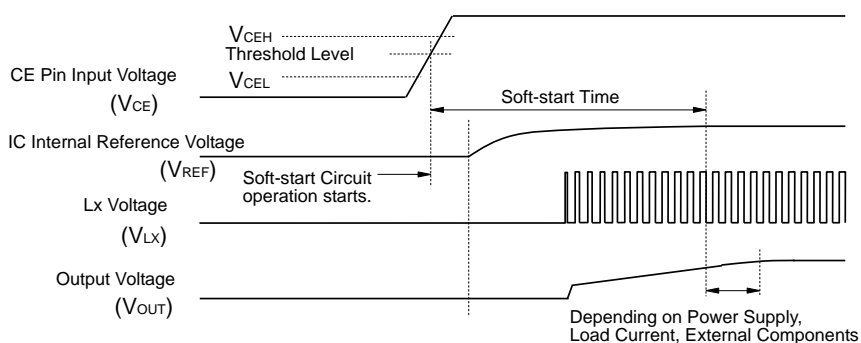 VCEH
Threshold Level
CE Pin Input Voltage
(VCE)
VCEL
Soft-start Time
IC Internal Reference Voltage
(VREF)
Soft-start Circuit
operation starts.
Lx Voltage
(VLX)
Output Voltage
(VOUT)
Depending on Power Supply,
Load Current, External Components